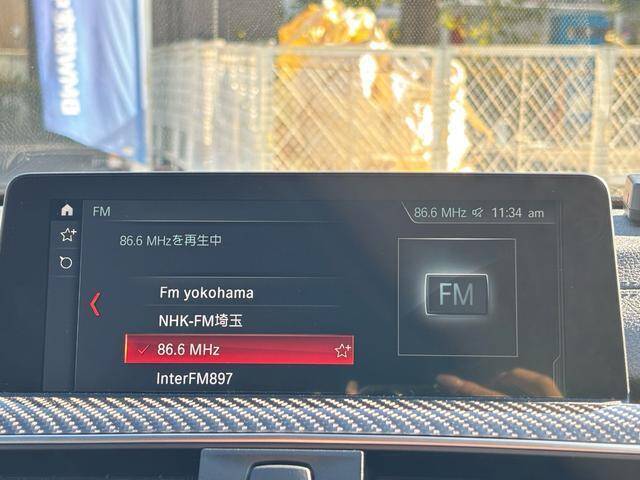 FM
86.6 MHz 11:34 am
86.6 MHzを再生中
Fm yokohama
NHK-FM埼玉
86.6 MHz
InterFM897
FM